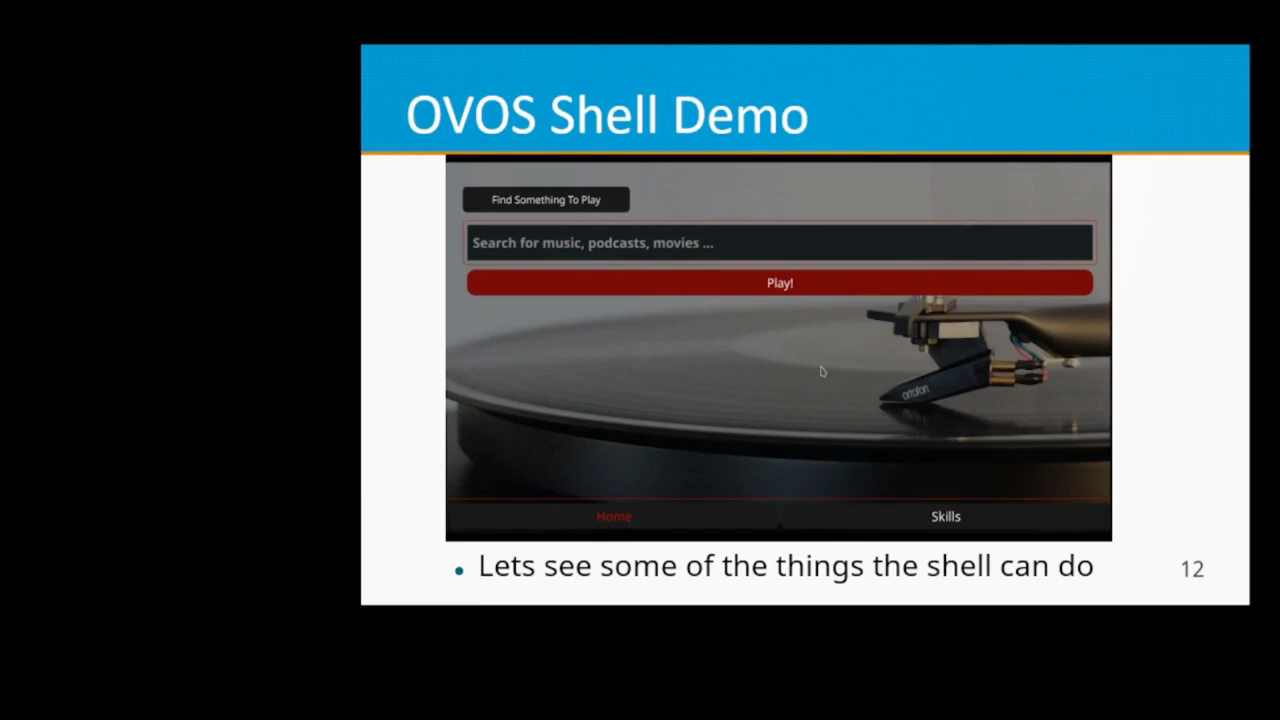 OVOS Shell Demo
Find Something To Play
Search for music, podcasts, movies ...
Play!
ortofon
Home
Skills
• Lets see some of the things the shell can do
12